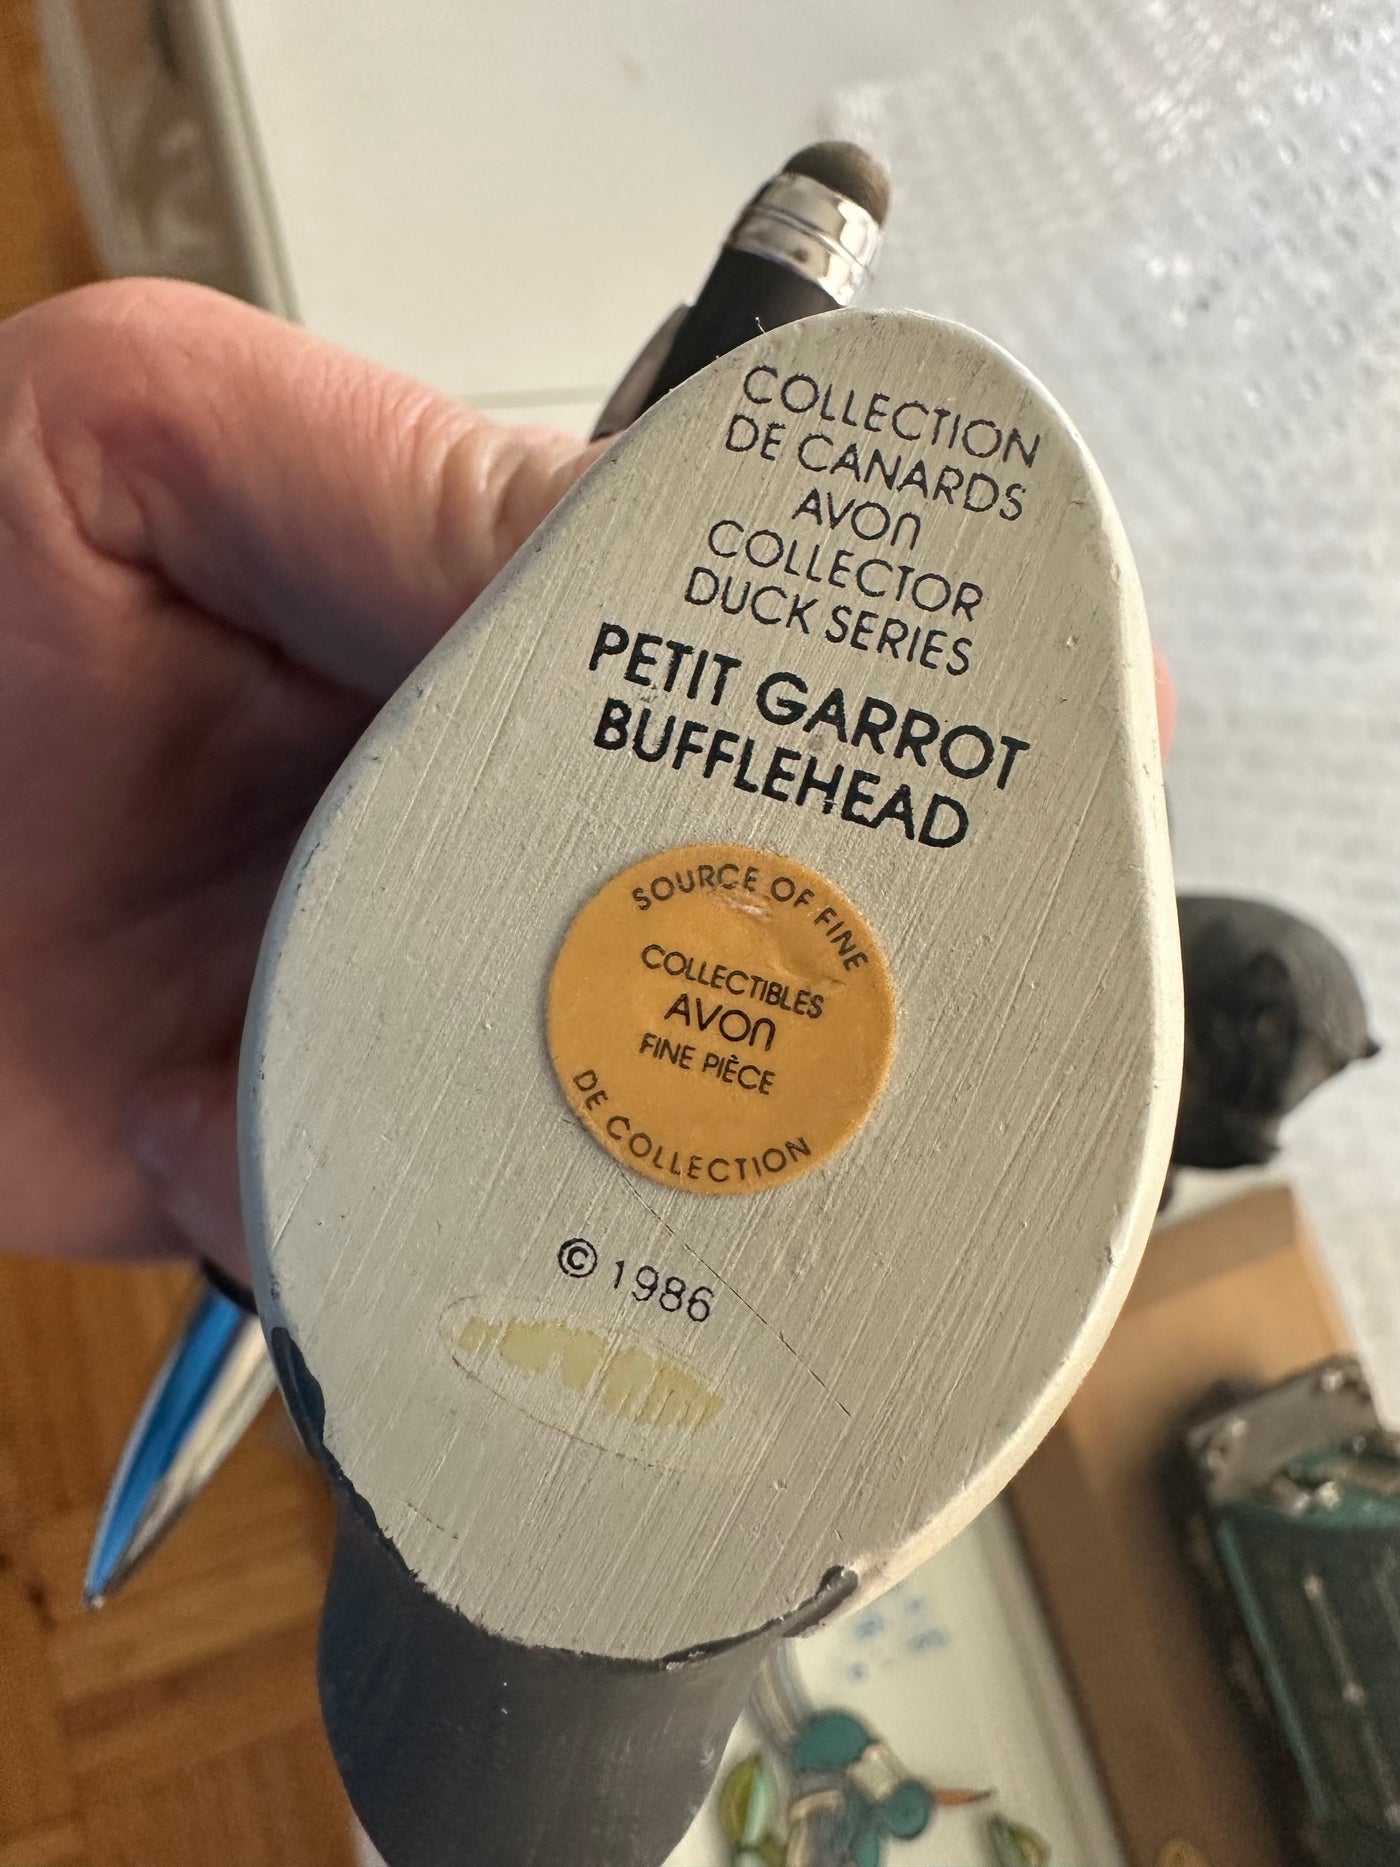 COLLECTION
DE CANARDS
AVON
COLLECTOR
DUCK SERIES
PETIT GARROT
BUFFLEHEAD
SOURCE OF FINE
COLLECTIBLES
AVON
FINE PIÈCE
DE COLLECTION
© 1986